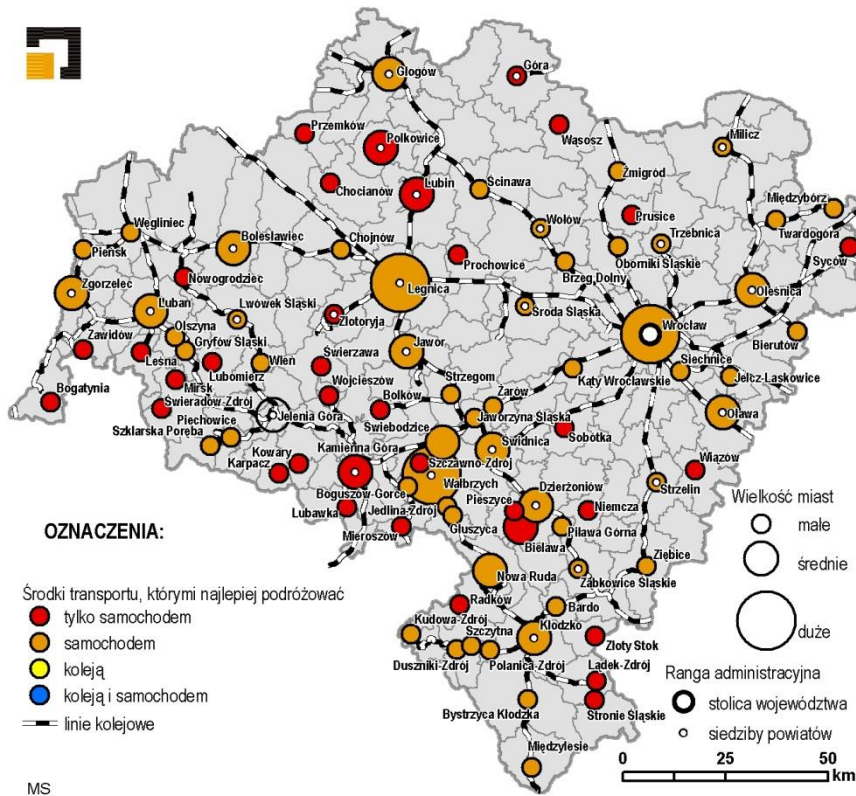 Głogów
Góra
Przemków
Polkowice
Wąsosz
Milicz
Żmigród
Chocianów
Lubin
Ścinawa
Międzybórz
Prusice
Twardogóra
Węgliniec
Wołów
Trzebnica
Syców
Bolesławiec
Chojnów
Pieńsk
Prochowice
Brzeg Dolny
Oborniki Śląskie
Nowogrodziec
Zgorzelec
Legnica
Oleśnica
Lubań
Lwówek Śląski
Złotoryja
Środa Śląska
Wrocław
Olszyna
Zawidów
Gryfów Śląski
Jawor
Bierutów
Leśna
Lubomierz
Wleń
Świerzawa
Siechnice
Mirsk
Wojcieszów
Strzegom
Żarów
Kąty Wrocławskie
Jelcz-Laskowice
Bogatynia
Świeradów-Zdrój
Bolków
Piechowice
Jelenia Góra
Świebodzice
Jaworzyna Śląska
Oława
Szklarska Poręba
Sobótka
Kamienna Góra
Świdnica
Kowary
Karpacz
Szczawno-Zdrój
Wiązów
Boguszów-Gorce
Wałbrzych
Dzierżoniów
Strzelin
Pieszyce
Niemcza
Lubawka
Jedlina-Zdrój
Głuszyca
Piława Górna
Mieroszów
Bielawa
Ząbkowice Śląskie
Ziębice
Nowa Ruda
Radków
Bardo
Kudowa-Zdrój
Szczytna
Kłodzko
Złoty Stok
Duszniki-Zdrój
Polanica-Zdrój
Lądek-Zdrój
Bystrzyca Kłodzka
Stronie Śląskie
Międzylesie
OZNACZENIA:
Środki transportu, którymi najlepiej podróżować
tylko samochodem
samochodem
koleją
koleją i samochodem
linie kolejowe
MS
Wielkość miast
małe
średnie
duże
Ranga administracyjna
stolica województwa
siedziby powiatów
0 25 50
km